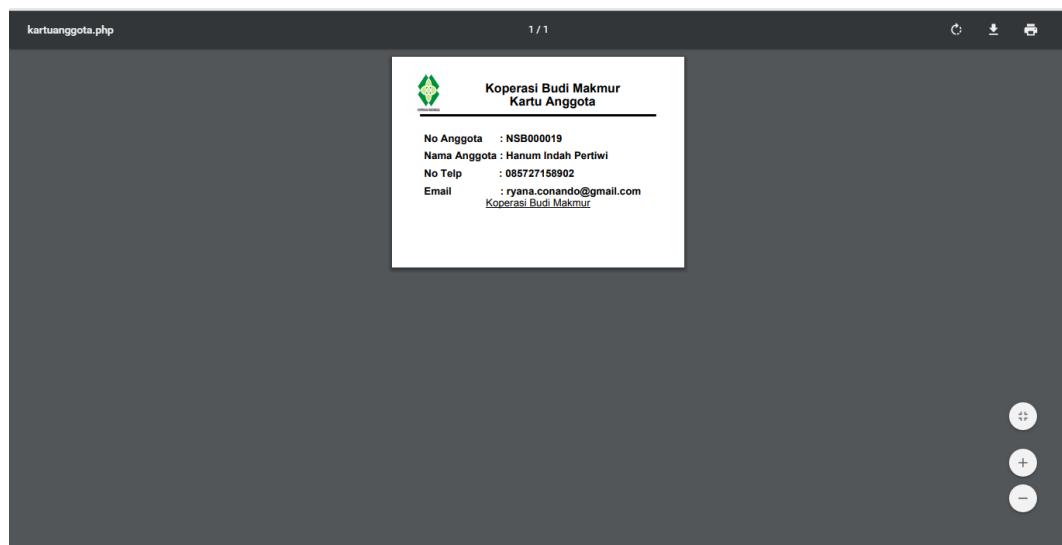 kartuanggota.php
1 / 1
Koperasi Budi Makmur
Kartu Anggota
No Anggota : NSB000019
Nama Anggota : Hanum Indah Pertiwi
No Telp : 085727158902
Email : ryana.conando@gmail.com
Koperasi Budi Makmur